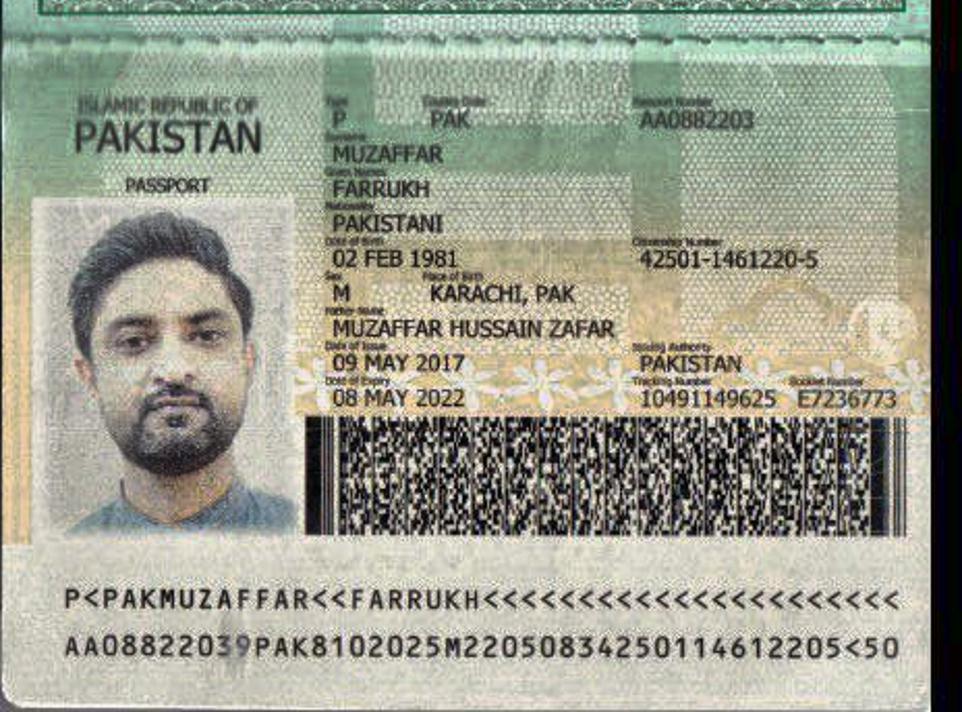 ISLAMIC REPUBLIC OF
PAKISTAN
PASSPORT
Type Country Code Passport Number
P PAK AA0882203
Surname
MUZAFFAR
Given Names
FARRUKH
Nationality
PAKISTANI
Date of Birth Citizenship Number
02 FEB 1981 42501-1461220-5
Sex Place of Birth
M KARACHI, PAK
Father Name
MUZAFFAR HUSSAIN ZAFAR
Date of Issue Issuing Authority
09 MAY 2017 PAKISTAN
Date of Expiry Tracking Number Booklet Number
08 MAY 2022 10491149625 E7236773
P<PAKMUZAFFAR<<FARRUKH<<<<<<<<<<<<<<<<<<<<<<
AA08822039PAK8102025M22050834250114612205<50